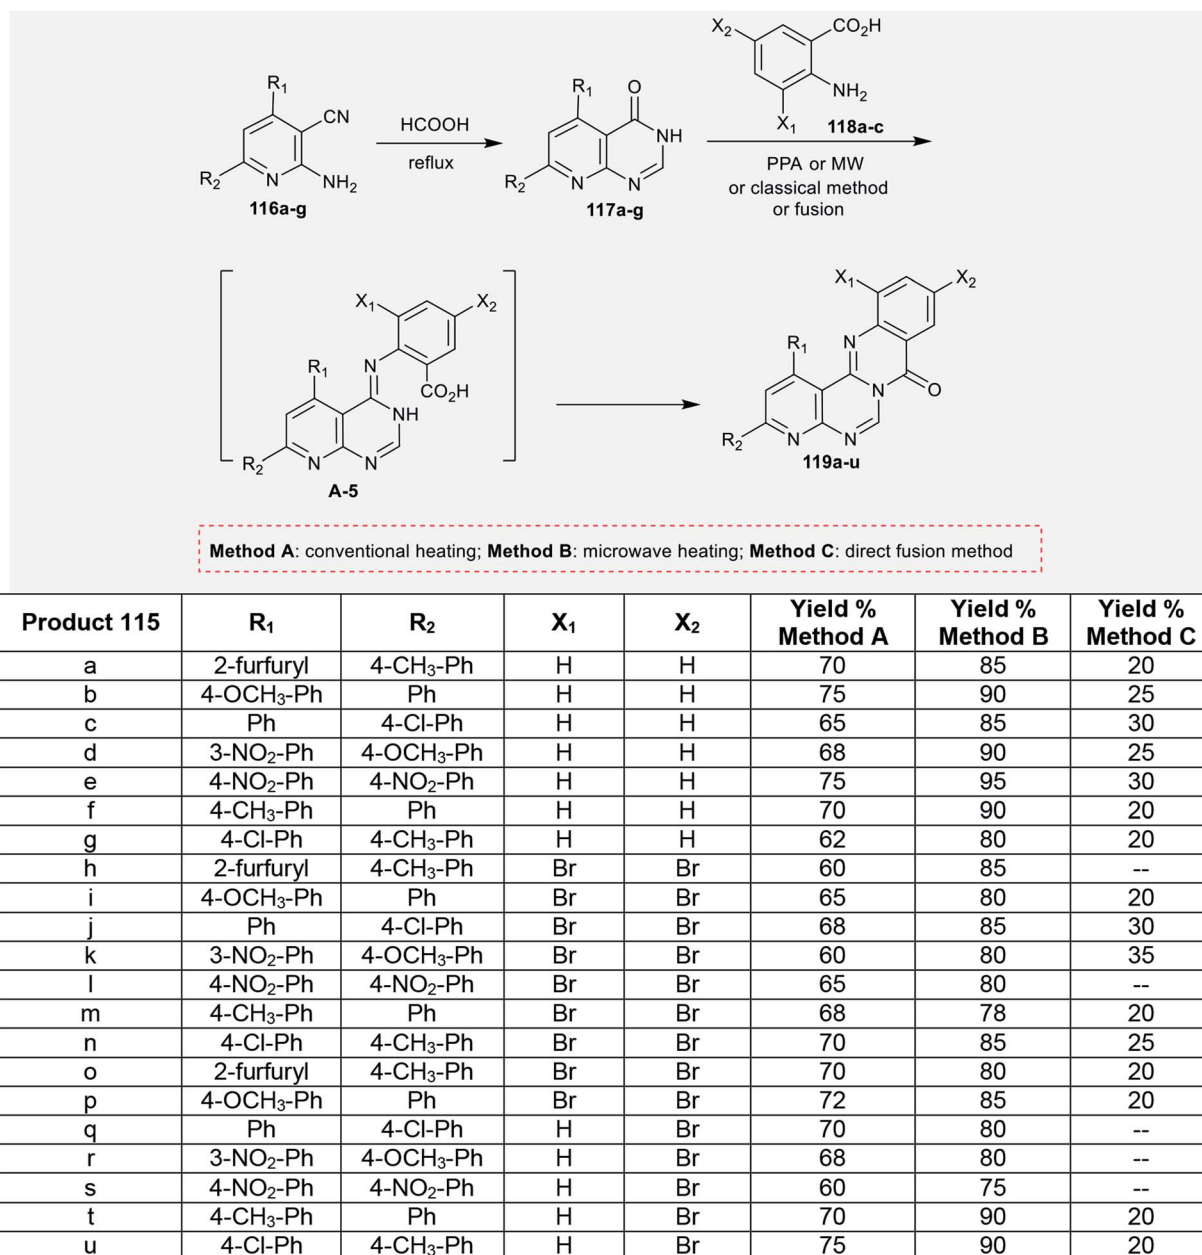 R₁
CN
R₂
N
NH₂
116a-g
HCOOH
reflux
R₁
O
NH
R₂
N
N
117a-g
X₂
CO₂H
NH₂
X₁
118a-c
PPA or MW
or classical method
or fusion
X₁
X₂
R₁
N
CO₂H
NH
R₂
N
N
A-5
X₁
X₂
R₁
N
N
O
R₂
N
N
119a-u
Method A: conventional heating; Method B: microwave heating; Method C: direct fusion method
Product 115 R₁ R₂ X₁ X₂ Yield % Method A Yield % Method B Yield % Method C
a 2-furfuryl 4-CH₃-Ph H H 70 85 20
b 4-OCH₃-Ph Ph H H 75 90 25
c Ph 4-Cl-Ph H H 65 85 30
d 3-NO₂-Ph 4-OCH₃-Ph H H 68 90 25
e 4-NO₂-Ph 4-NO₂-Ph H H 75 95 30
f 4-CH₃-Ph Ph H H 70 90 20
g 4-Cl-Ph 4-CH₃-Ph H H 62 80 20
h 2-furfuryl 4-CH₃-Ph Br Br 60 85 --
i 4-OCH₃-Ph Ph Br Br 65 80 20
j Ph 4-Cl-Ph Br Br 68 85 30
k 3-NO₂-Ph 4-OCH₃-Ph Br Br 60 80 35
l 4-NO₂-Ph 4-NO₂-Ph Br Br 65 80 --
m 4-CH₃-Ph Ph Br Br 68 78 20
n 4-Cl-Ph 4-CH₃-Ph Br Br 70 85 25
o 2-furfuryl 4-CH₃-Ph Br Br 70 80 20
p 4-OCH₃-Ph Ph Br Br 72 85 20
q Ph 4-Cl-Ph H Br 70 80 --
r 3-NO₂-Ph 4-OCH₃-Ph H Br 68 80 --
s 4-NO₂-Ph 4-NO₂-Ph H Br 60 75 --
t 4-CH₃-Ph Ph H Br 70 90 20
u 4-Cl-Ph 4-CH₃-Ph H Br 75 90 20